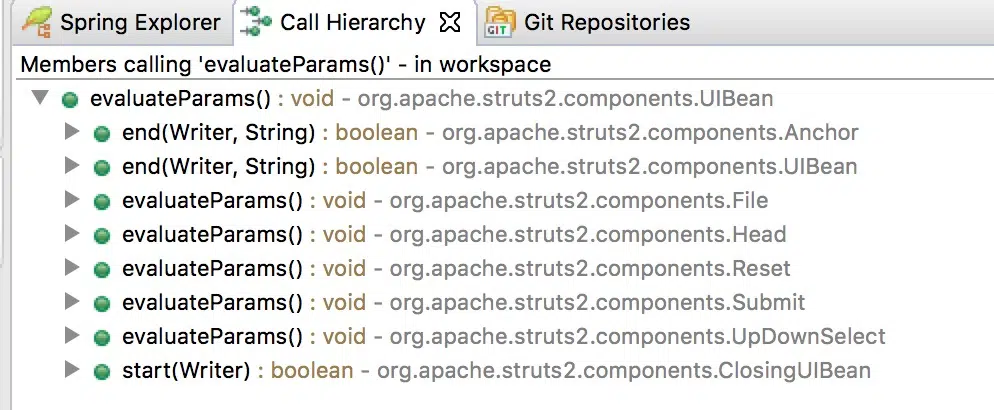 Spring Explorer Call Hierarchy GIT Git Repositories
Members calling 'evaluateParams()' - in workspace
evaluateParams() : void - org.apache.struts2.components.UIBean
end(Writer, String) : boolean - org.apache.struts2.components.Anchor
end(Writer, String) : boolean - org.apache.struts2.components.UIBean
evaluateParams() : void - org.apache.struts2.components.File
evaluateParams() : void - org.apache.struts2.components.Head
evaluateParams() : void - org.apache.struts2.components.Reset
evaluateParams() : void - org.apache.struts2.components.Submit
evaluateParams() : void - org.apache.struts2.components.UpDownSelect
start(Writer) : boolean - org.apache.struts2.components.ClosingUIBean